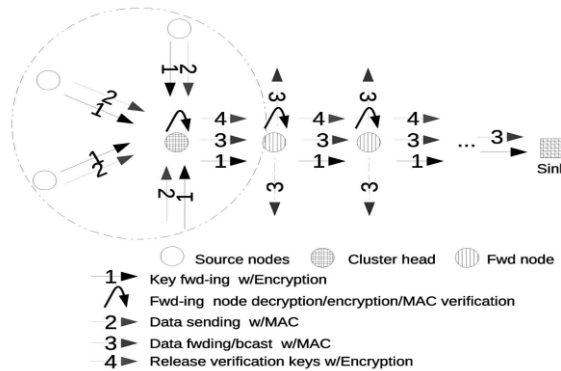 2
1
1
2
1
2
2
1
4
3
1
3
3
4
3
1
3
3
4
3
1
...
3
Sink
Source nodes
Cluster head
Fwd node
1 Key fwd-ing w/Encryption
Fwd-ing node decryption/encryption/MAC verification
2 Data sending w/MAC
3 Data fwding/bcast w/MAC
4 Release verification keys w/Encryption